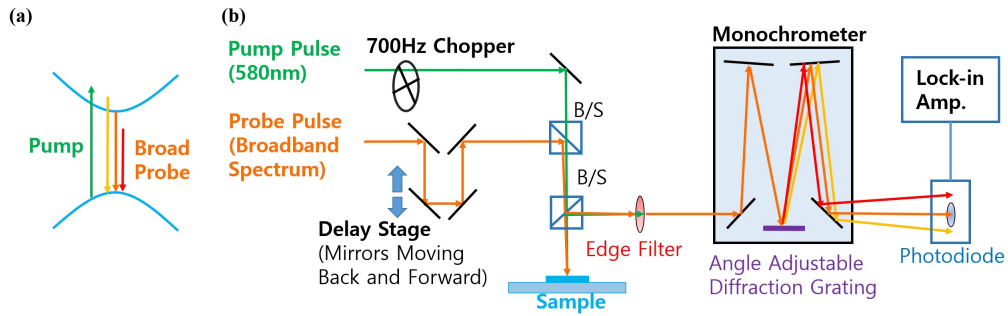 (a)
Pump
Broad
Probe
(b)
Pump Pulse
(580nm)
700Hz Chopper
Probe Pulse
(Broadband
Spectrum)
B/S
B/S
Delay Stage
(Mirrors Moving
Back and Forward)
Edge Filter
Sample
Monochrometer
Angle Adjustable
Diffraction Grating
Lock-in
Amp.
Photodiode